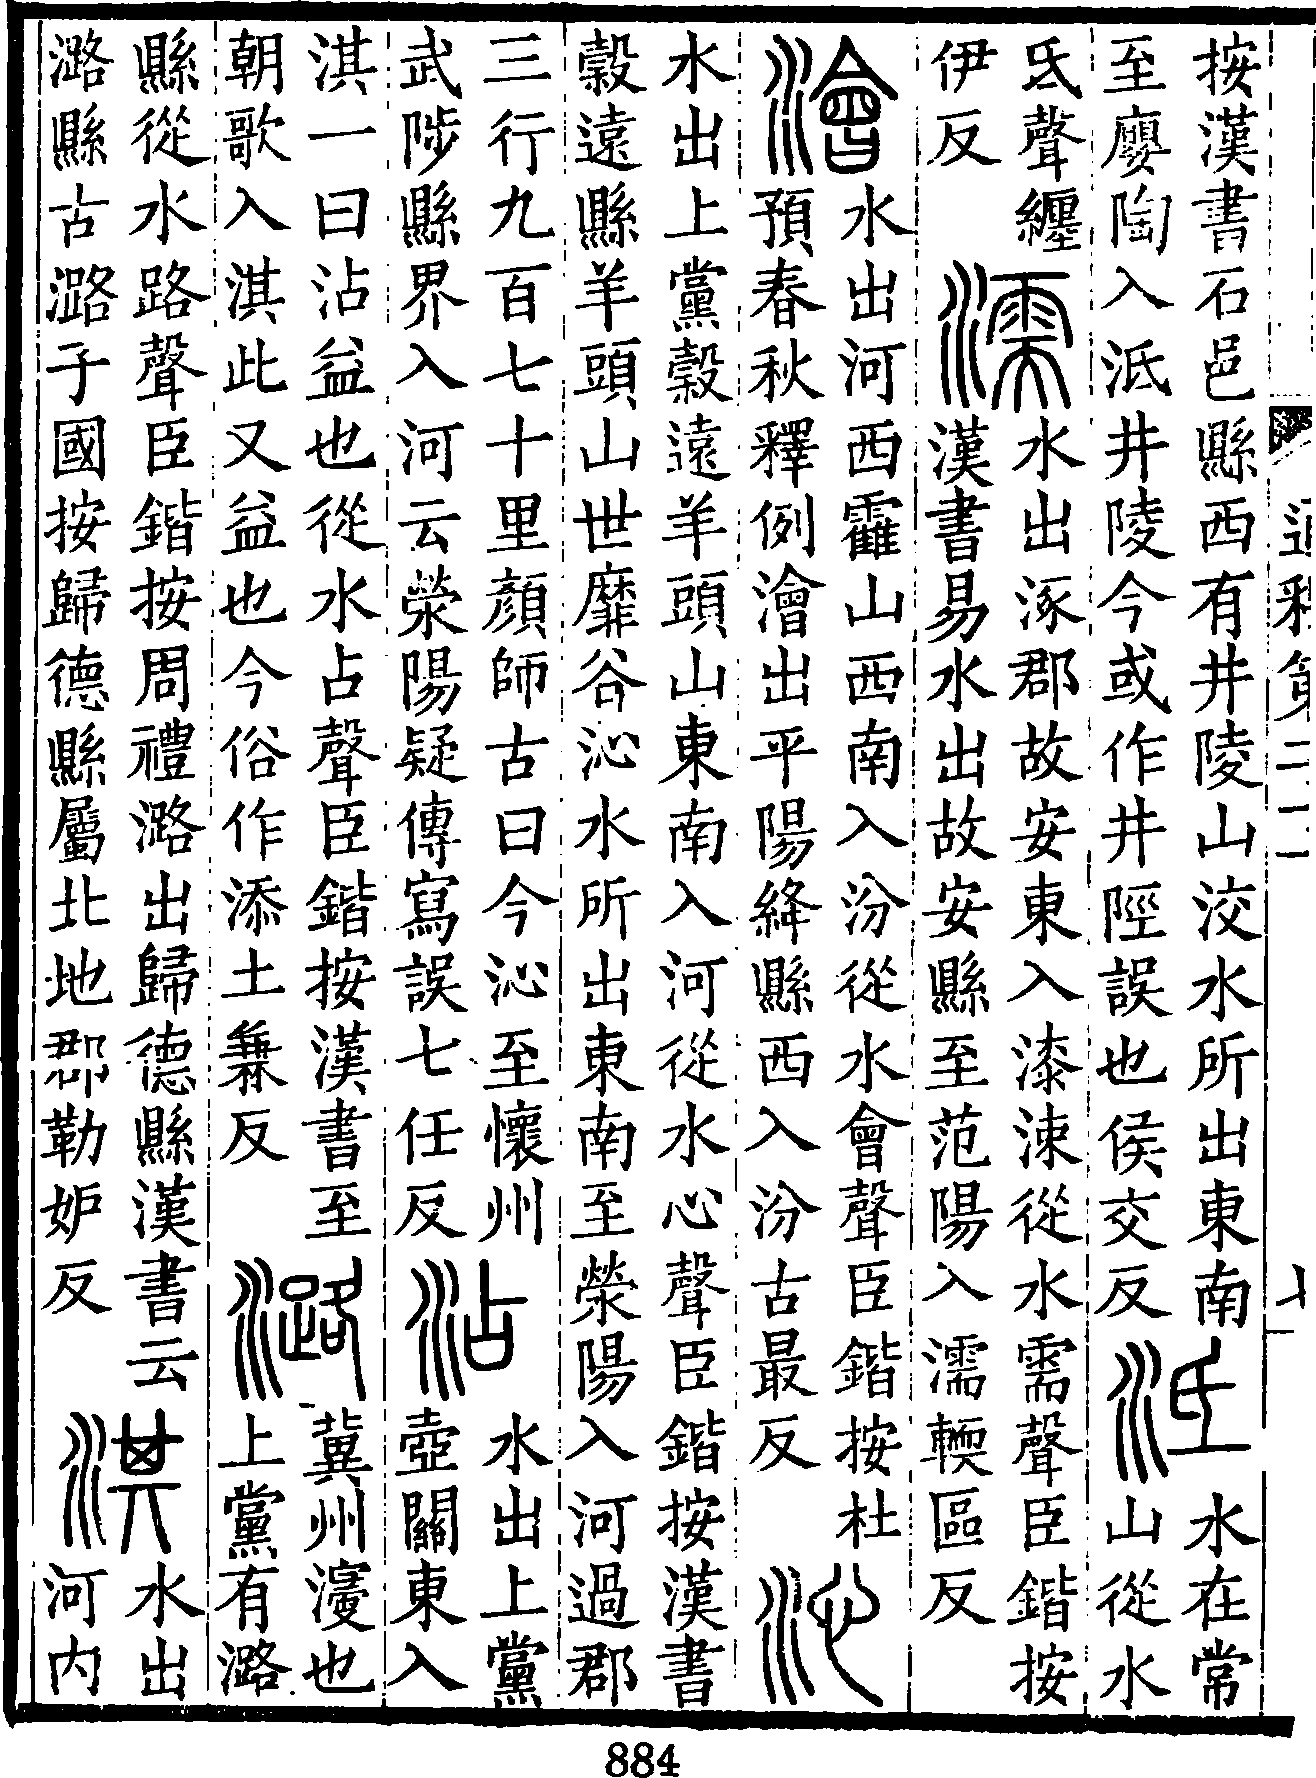 按漢書石邑縣西有井陵山洨水所出東南
至廮陶入泜井陵今或作井陘誤也侯交反
泜
水在常
山從水
氐聲纏
伊反
濡
水出涿郡故安東入漆涑從水需聲臣鍇按
漢書易水出故安縣至范陽入濡輭區反
澮
水出河西靃山西南入汾從水會聲臣鍇按杜
預春秋釋例澮出平陽絳縣西入汾古最反
沁
水出上黨穀遠羊頭山東南入河從水心聲臣鍇按漢書
穀遠縣羊頭山世靡谷沁水所出東南至滎陽入河過郡
三行九百七十里顏師古曰今沁至懷州
武陟縣界入河云滎陽疑傳寫誤七任反
沾
水出上黨
壺關東入
淇一曰沾益也從水占聲臣鍇按漢書至
朝歌入淇此又益也今俗作添土兼反
潞
冀州濅也
上黨有潞
縣從水路聲臣鍇按周禮潞出歸德縣漢書云
潞縣古潞子國按歸德縣屬北地郡勒妒反
淇
水出
河內
884